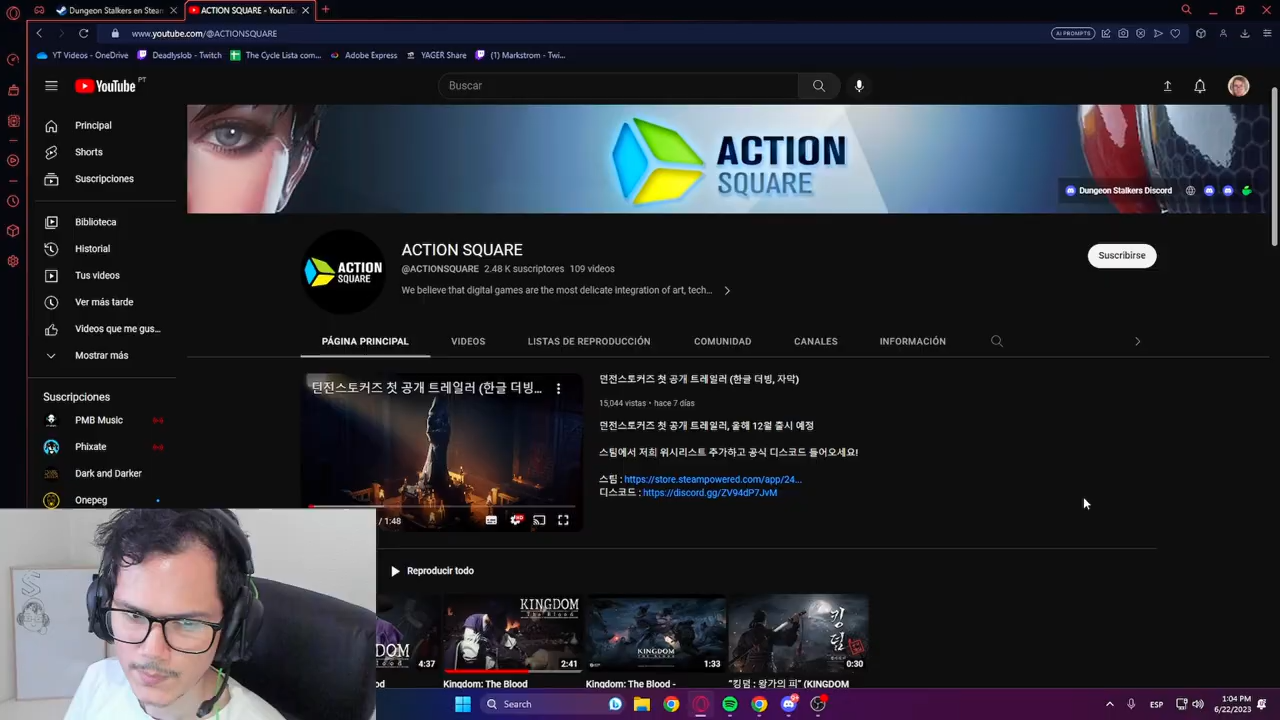 Dungeon Stalkers en Steam
ACTION SQUARE - YouTub
www.youtube.com/@ACTIONSQUARE
AI PROMPTS
YT Videos - OneDrive
Deadlyslob - Twitch
The Cycle Lista com...
Adobe Express
YAGER Share
(1) Markstrom - Twi...
YouTube PT
Buscar
Principal
Shorts
Suscripciones
Biblioteca
Historial
Tus videos
Ver más tarde
Videos que me gus...
Mostrar más
Suscripciones
PMB Music
Phixate
Dark and Darker
Onepeg
ACTION
SQUARE
Dungeon Stalkers Discord
ACTION
SQUARE
ACTION SQUARE
@ACTIONSQUARE 2.48 K suscriptores 109 videos
We believe that digital games are the most delicate integration of art, tech...
Suscribirse
PÁGINA PRINCIPAL
VIDEOS
LISTAS DE REPRODUCCIÓN
COMUNIDAD
CANALES
INFORMACIÓN
던전스토커즈 첫 공개 트레일러 (한글 더빙...
/ 1:48
던전스토커즈 첫 공개 트레일러 (한글 더빙, 자막)
15,044 vistas • hace 7 días
던전스토커즈 첫 공개 트레일러, 올해 12월 출시 예정
스팀에서 저희 위시리스트 추가하고 공식 디스코드 들어오세요!
스팀 : https://store.steampowered.com/app/24...
디스코드 : https://discord.gg/ZV94dP7JvM
Reproducir todo
4:37
KINGDOM
The Blood
2:41
KINGDOM
THE BLOOD
1:33
킹덤
0:30
Kingdom: The Blood
Kingdom: The Blood -
"킹덤 : 왕가의 피" (KINGDOM
Search
ESP
1:04 PM
6/22/2023